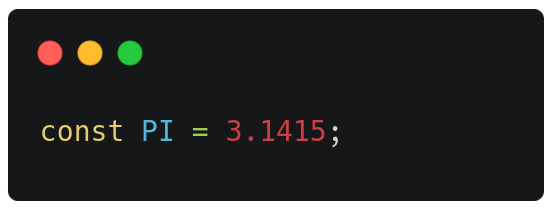 const PI = 3.1415;